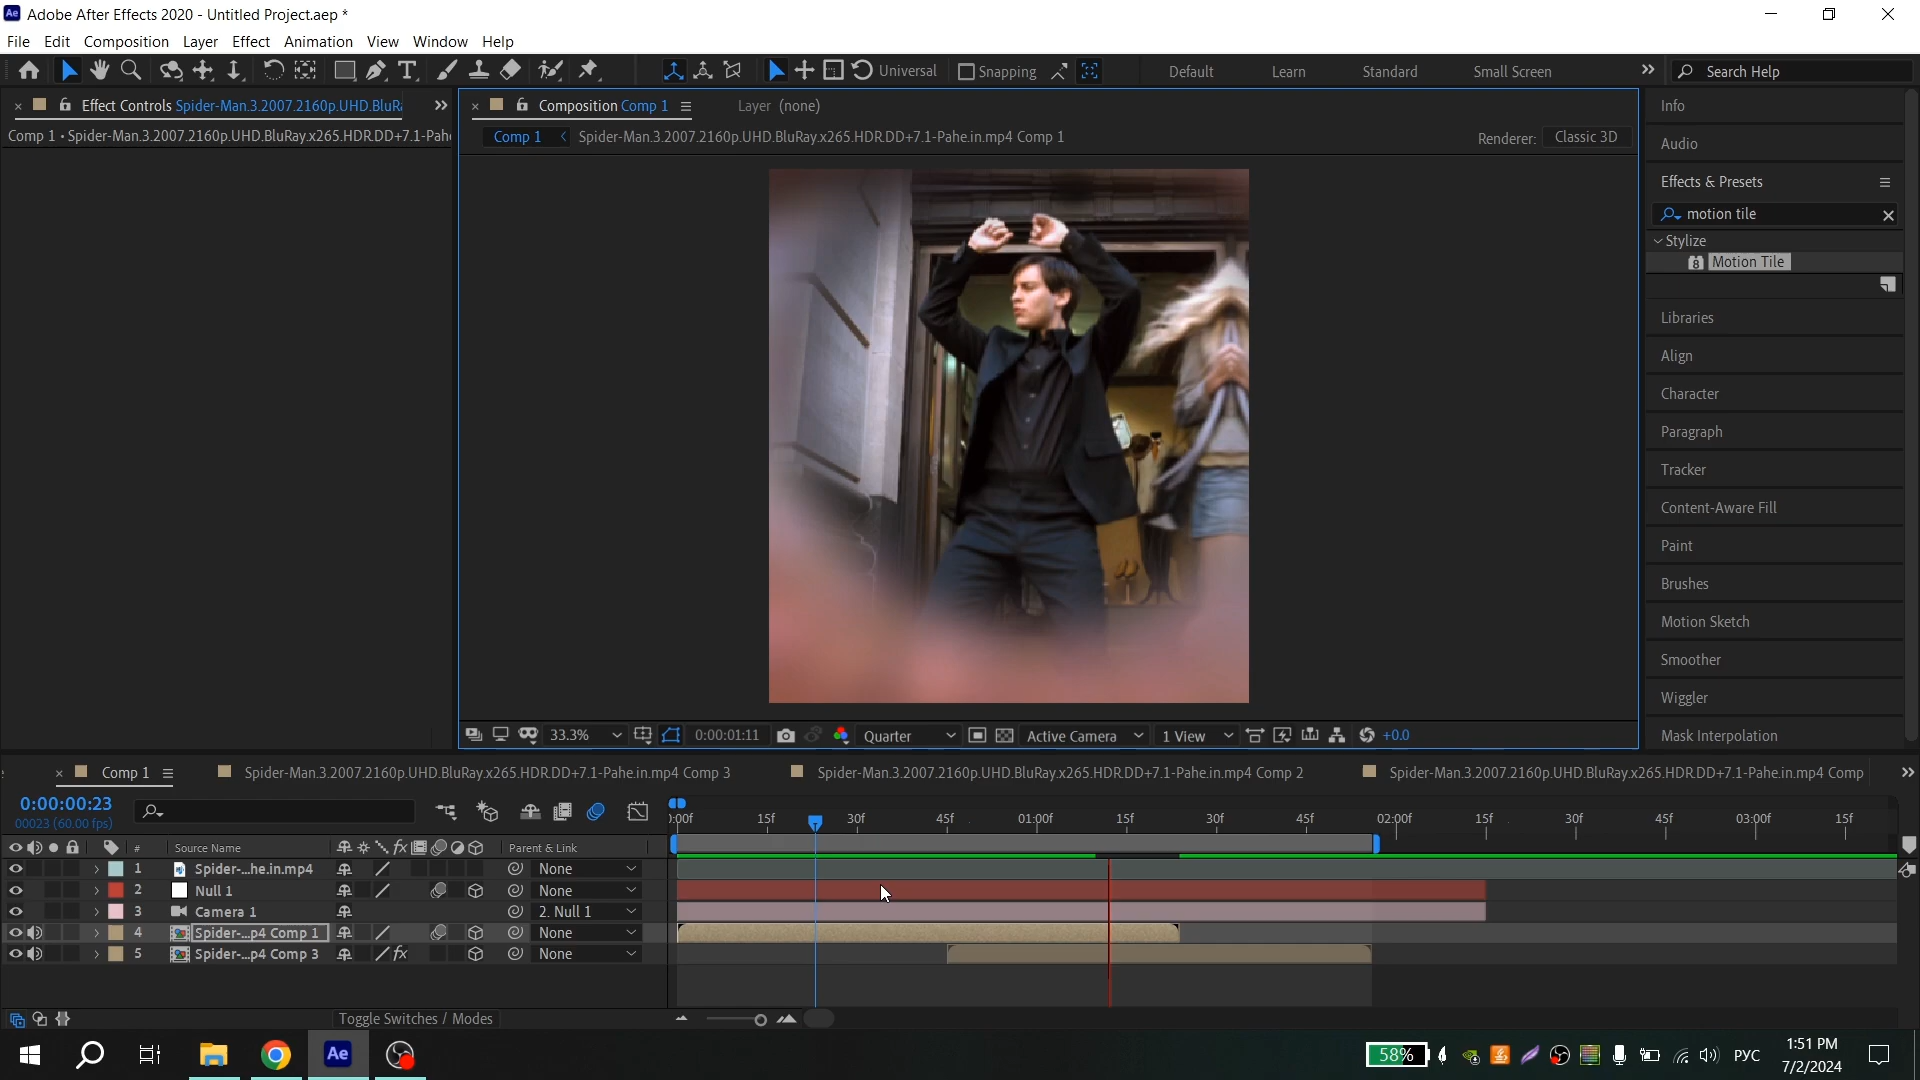 Ae Adobe After Effects 2020 - Untitled Project.aep *
File Edit Composition Layer Effect Animation View Window Help
Universal Snapping Default Learn Standard Small Screen Search Help
Effect Controls Spider-Man.3.2007.2160p.UHD.BluRa
Composition Comp 1 Layer (none)
Comp 1 • Spider-Man.3.2007.2160p.UHD.BluRay.x265.HDR.DD+7.1-Pahe
Comp 1 Spider-Man.3.2007.2160p.UHD.BluRay.x265.HDR.DD+7.1-Pahe.in.mp4 Comp 1
Renderer: Classic 3D
Info
Audio
Effects & Presets
motion tile
Stylize
8 Motion Tile
Libraries
Align
Character
Paragraph
Tracker
Content-Aware Fill
Paint
Brushes
Motion Sketch
Smoother
Wiggler
Mask Interpolation
33.3% 0:00:01:11 Quarter Active Camera 1 View +0.0
Comp 1 Spider-Man.3.2007.2160p.UHD.BluRay.x265.HDR.DD+7.1-Pahe.in.mp4 Comp 3 Spider-Man.3.2007.2160p.UHD.BluRay.x265.HDR.DD+7.1-Pahe.in.mp4 Comp 2 Spider-Man.3.2007.2160p.UHD.BluRay.x265.HDR.DD+7.1-Pahe.in.mp4 Comp
0:00:00:23
00023 (60.00 fps)
):00f 15f 30f 45f 01:00f 15f 30f 45f 02:00f 15f 30f 45f 03:00f 15f
# Source Name fx Parent & Link
1 Spider-...he.in.mp4 None
2 Null 1 None
3 Camera 1 2. Null 1
4 Spider-...p4 Comp 1 None
5 Spider-...p4 Comp 3 fx None
Toggle Switches / Modes
Ae 58% РУС 1:51 PM
7/2/2024